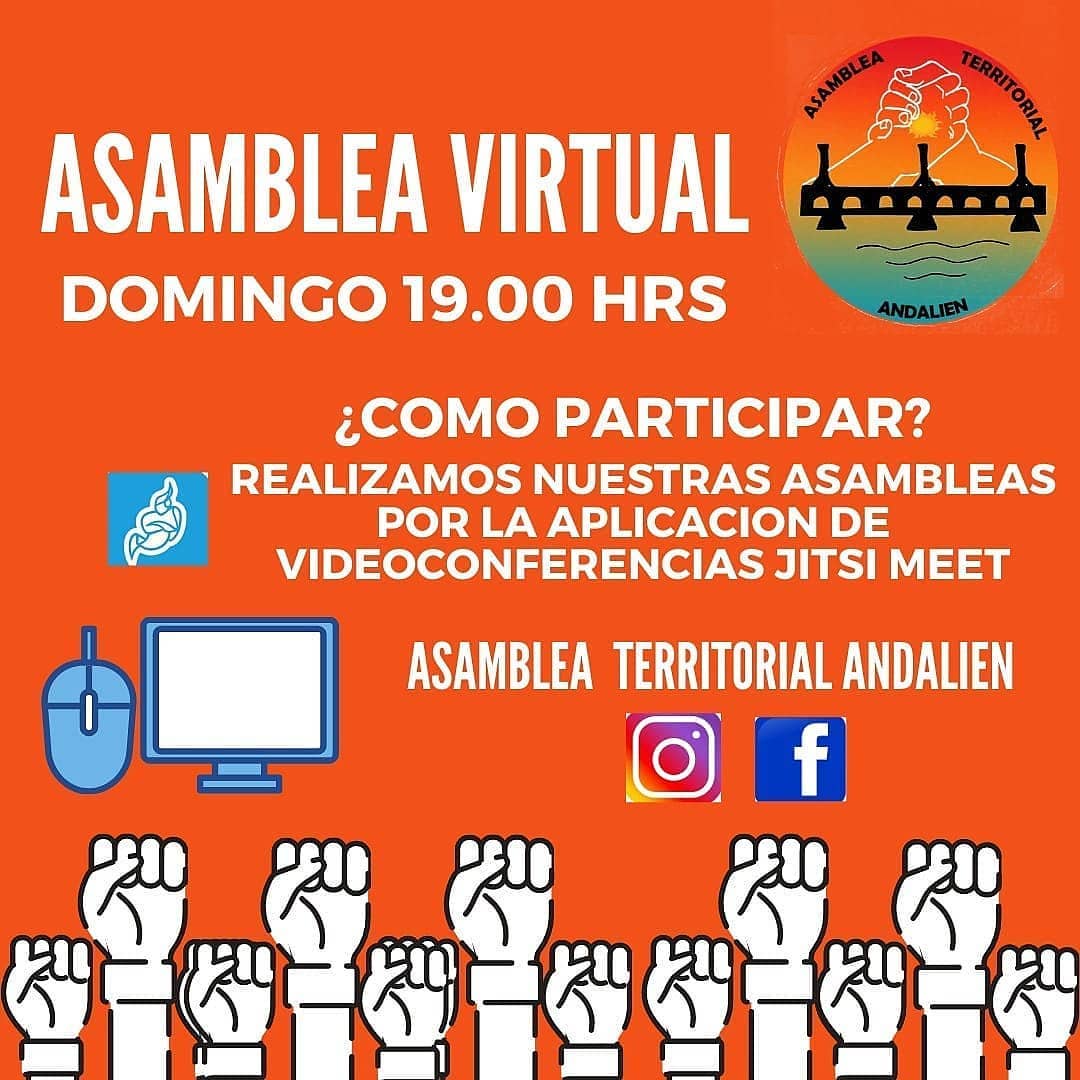 ASAMBLEA TERRITORIAL
ANDALIEN
ASAMBLEA VIRTUAL
DOMINGO 19.00 HRS
¿COMO PARTICIPAR?
REALIZAMOS NUESTRAS ASAMBLEAS
POR LA APLICACION DE
VIDEOCONFERENCIAS JITSI MEET
ASAMBLEA TERRITORIAL ANDALIEN